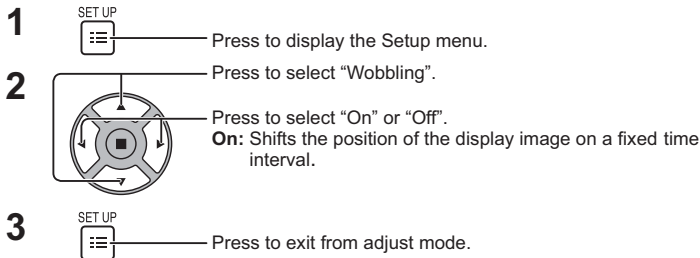 1
SET UP
Press to display the Setup menu.
2
Press to select “Wobbling”.
Press to select “On” or “Off”.
On: Shifts the position of the display image on a fixed time
interval.
3
SET UP
Press to exit from adjust mode.